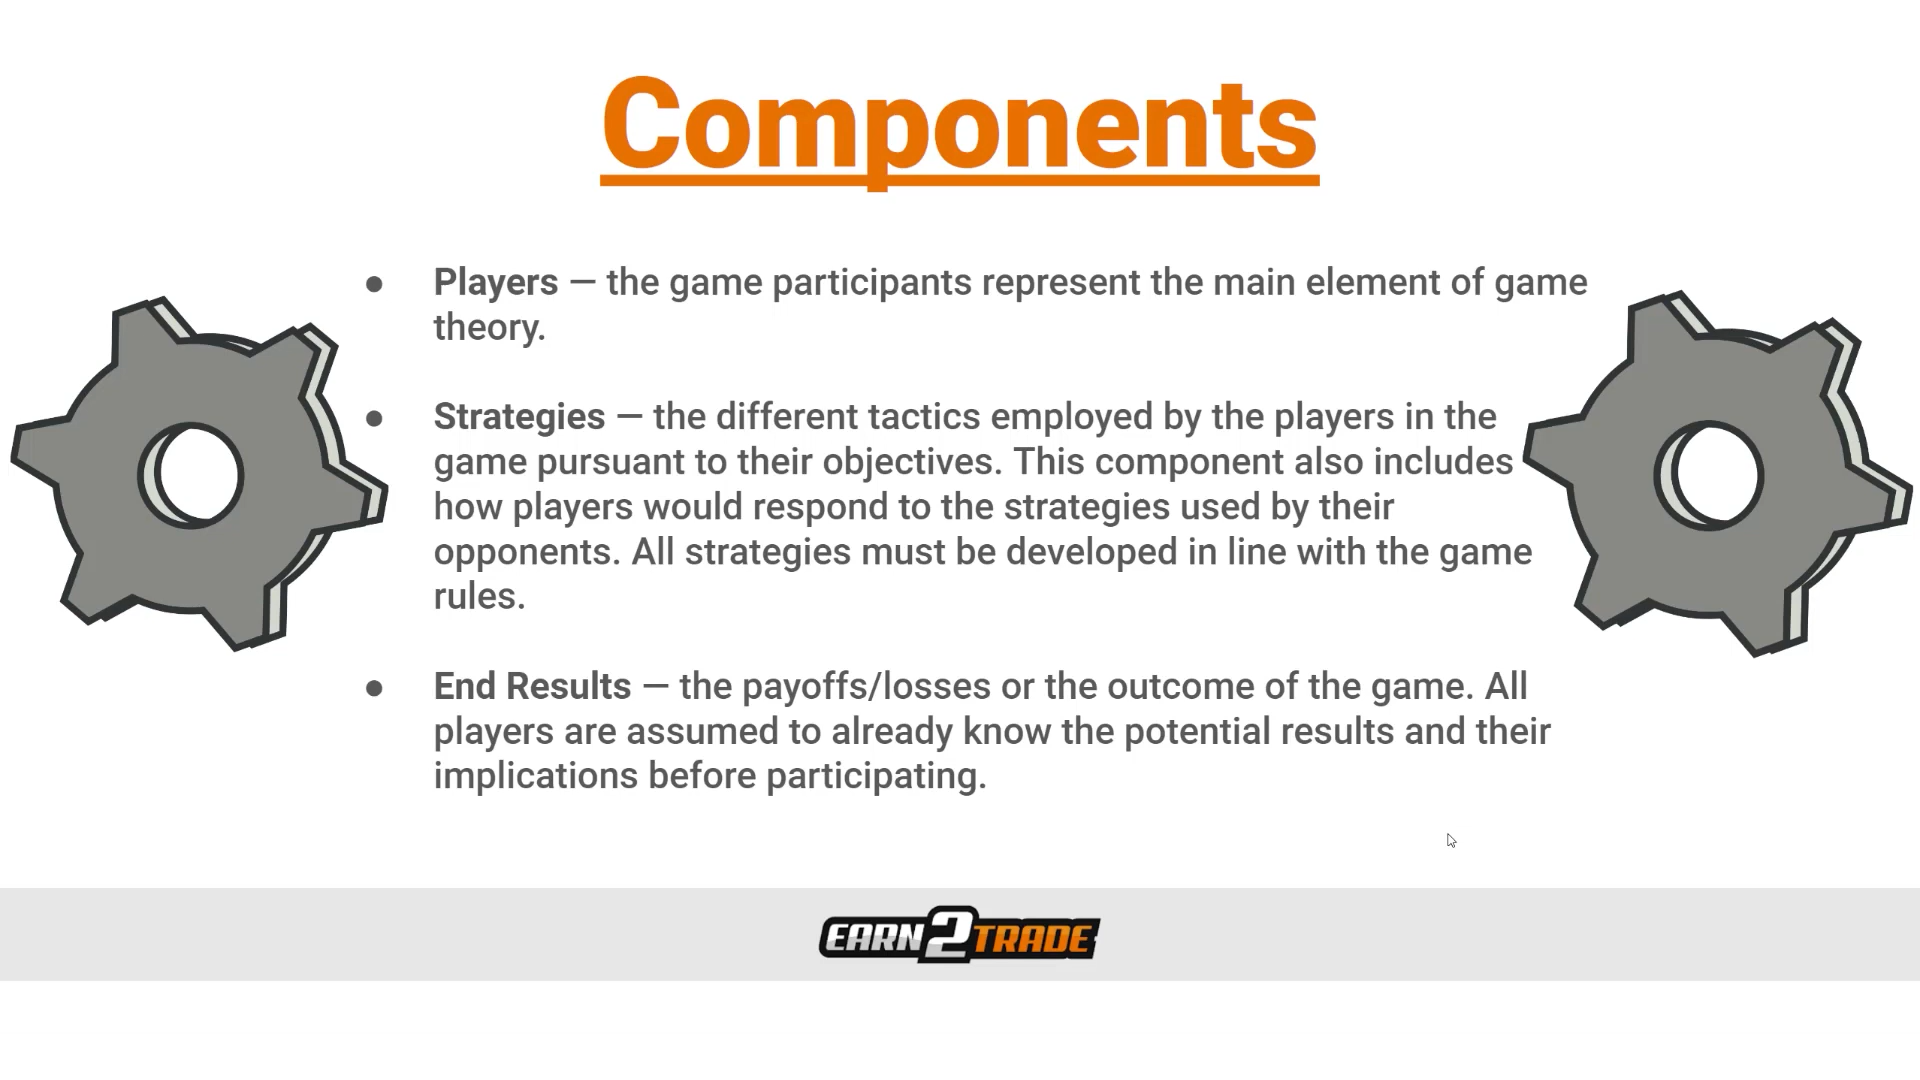 Components
● Players — the game participants represent the main element of game
theory.
● Strategies — the different tactics employed by the players in the
game pursuant to their objectives. This component also includes
how players would respond to the strategies used by their
opponents. All strategies must be developed in line with the game
rules.
● End Results — the payoffs/losses or the outcome of the game. All
players are assumed to already know the potential results and their
implications before participating.
EARN2TRADE